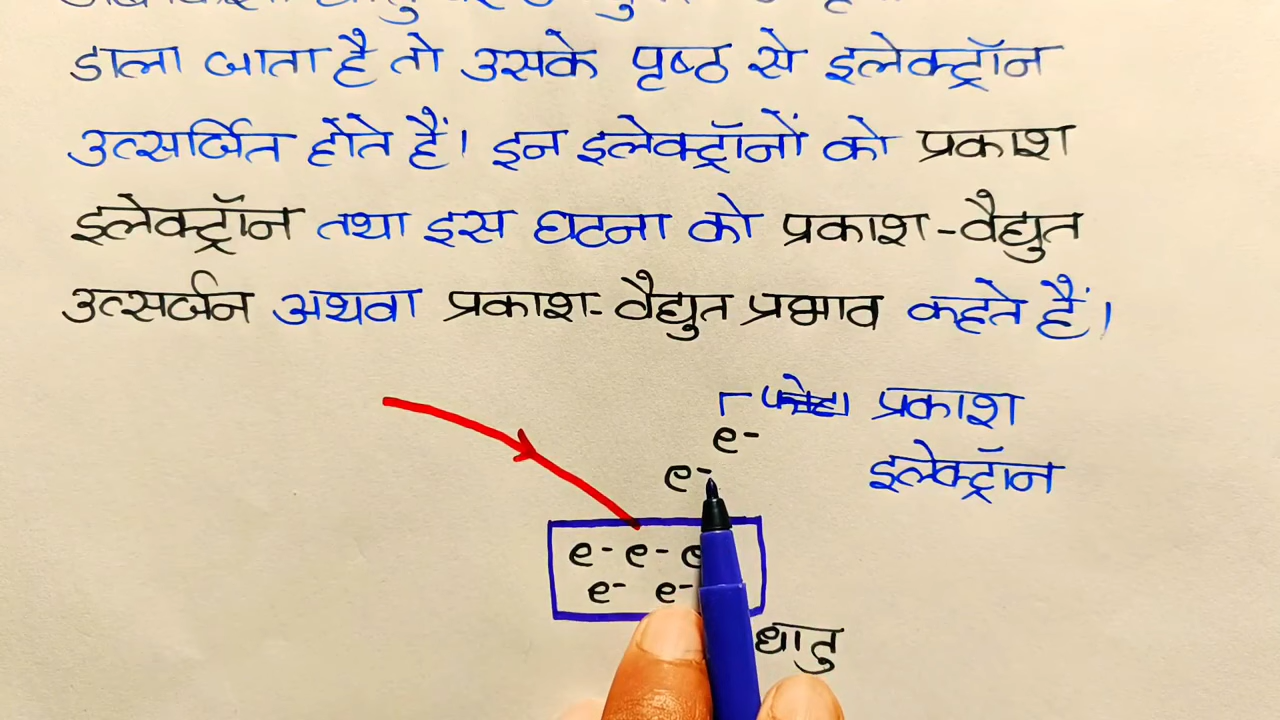 डाला जाता है तो उसके पृष्ठ से इलेक्ट्रॉन
उत्सर्जित होते हैं। इन इलेक्ट्रॉनों को प्रकाश
इलेक्ट्रॉन तथा इस घटना को प्रकाश-वैद्युत
उत्सर्जन अथवा प्रकाश-वैद्युत प्रभाव कहते हैं।
प्रकाश
e-
इलेक्ट्रॉन
e-
e- e- e
e- e-
धातु